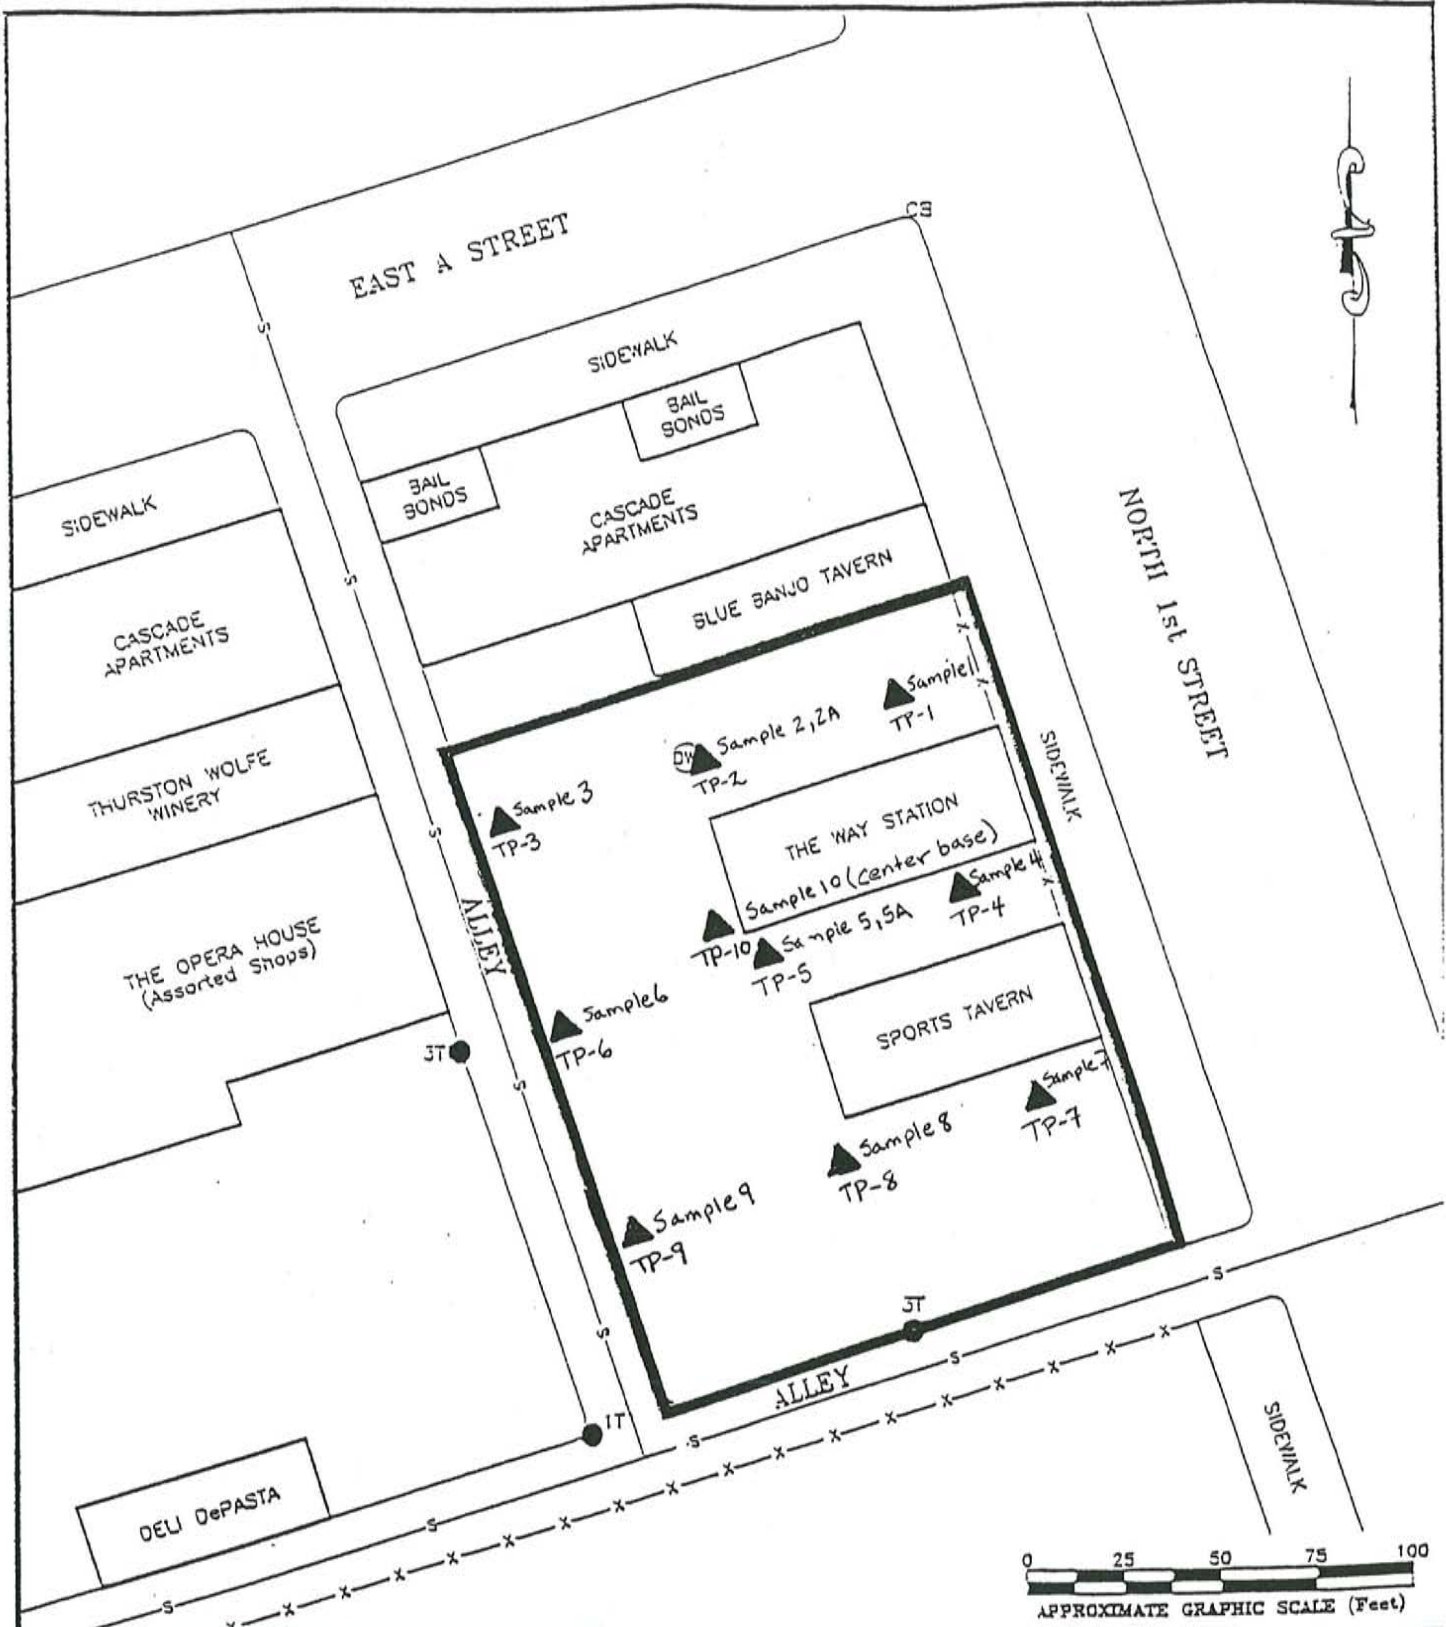 CB
EAST A STREET
SIDEWALK
BAIL
BONDS
BAIL
BONDS
SIDEWALK
CASCADE
APARTMENTS
NORTH 1st STREET
BLUE BANJO TAVERN
CASCADE
APARTMENTS
Sample 1
TP-1
Sample 2, 2A
DW
TP-2
SIDEWALK
THURSTON WOLFE
WINERY
Sample 3
TP-3
THE WAY STATION
Sample 10 (center base)
Sample 4
TP-4
ALLEY
Sample 5, 5A
TP-10
TP-5
THE OPERA HOUSE
(Assorted Shops)
Sample 6
TP-6
SPORTS TAVERN
3T
Sample 7
TP-7
Sample 8
TP-8
Sample 9
TP-9
3T
ALLEY
1T
SIDEWALK
DELI DePASTA
0 25 50 75 100
APPROXIMATE GRAPHIC SCALE (Feet)